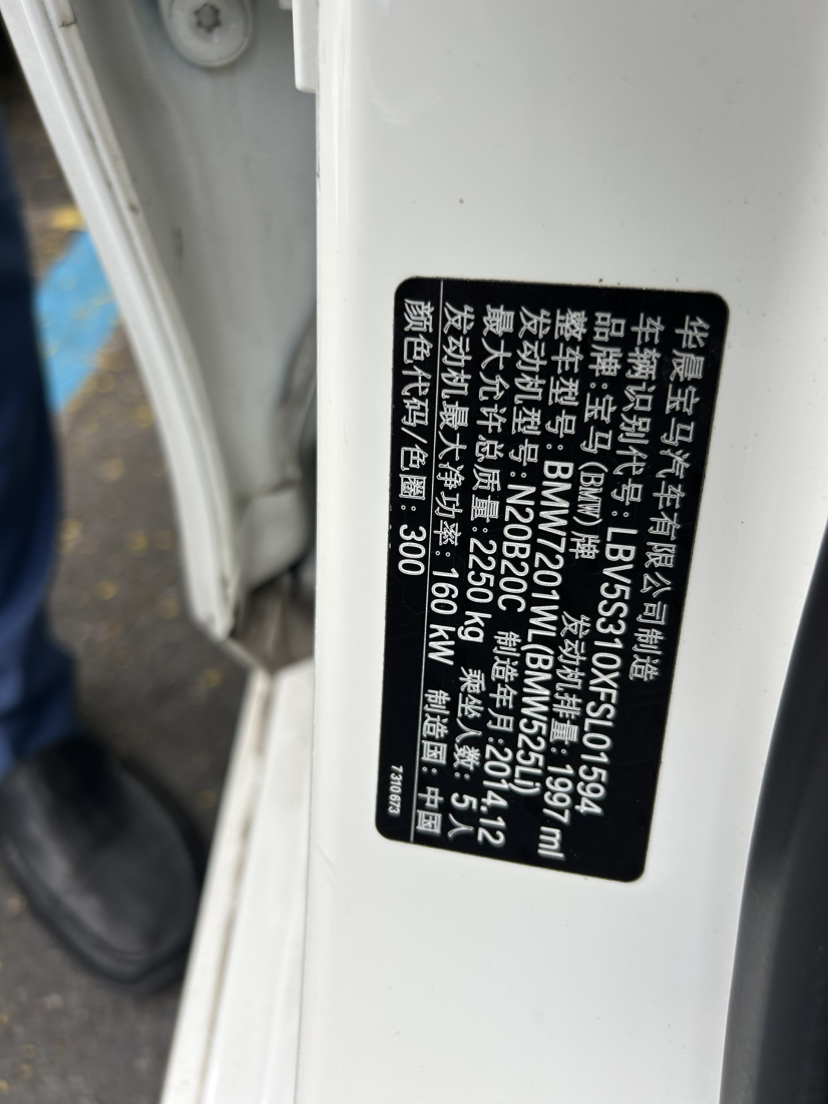 华晨宝马汽车有限公司制造
车辆识别代号: LBV5S310XFSL01594
品牌: 宝马 (BMW) 牌 发动机排量: 1997 ml
整车型号: BMW7201WL(BMW525Li)
发动机型号: N20B20C 制造年月: 2014.12
最大允许总质量: 2250 kg 乘坐人数: 5人
发动机最大净功率: 160 kW 制造国: 中国
颜色代码/色圈: 300
7310673